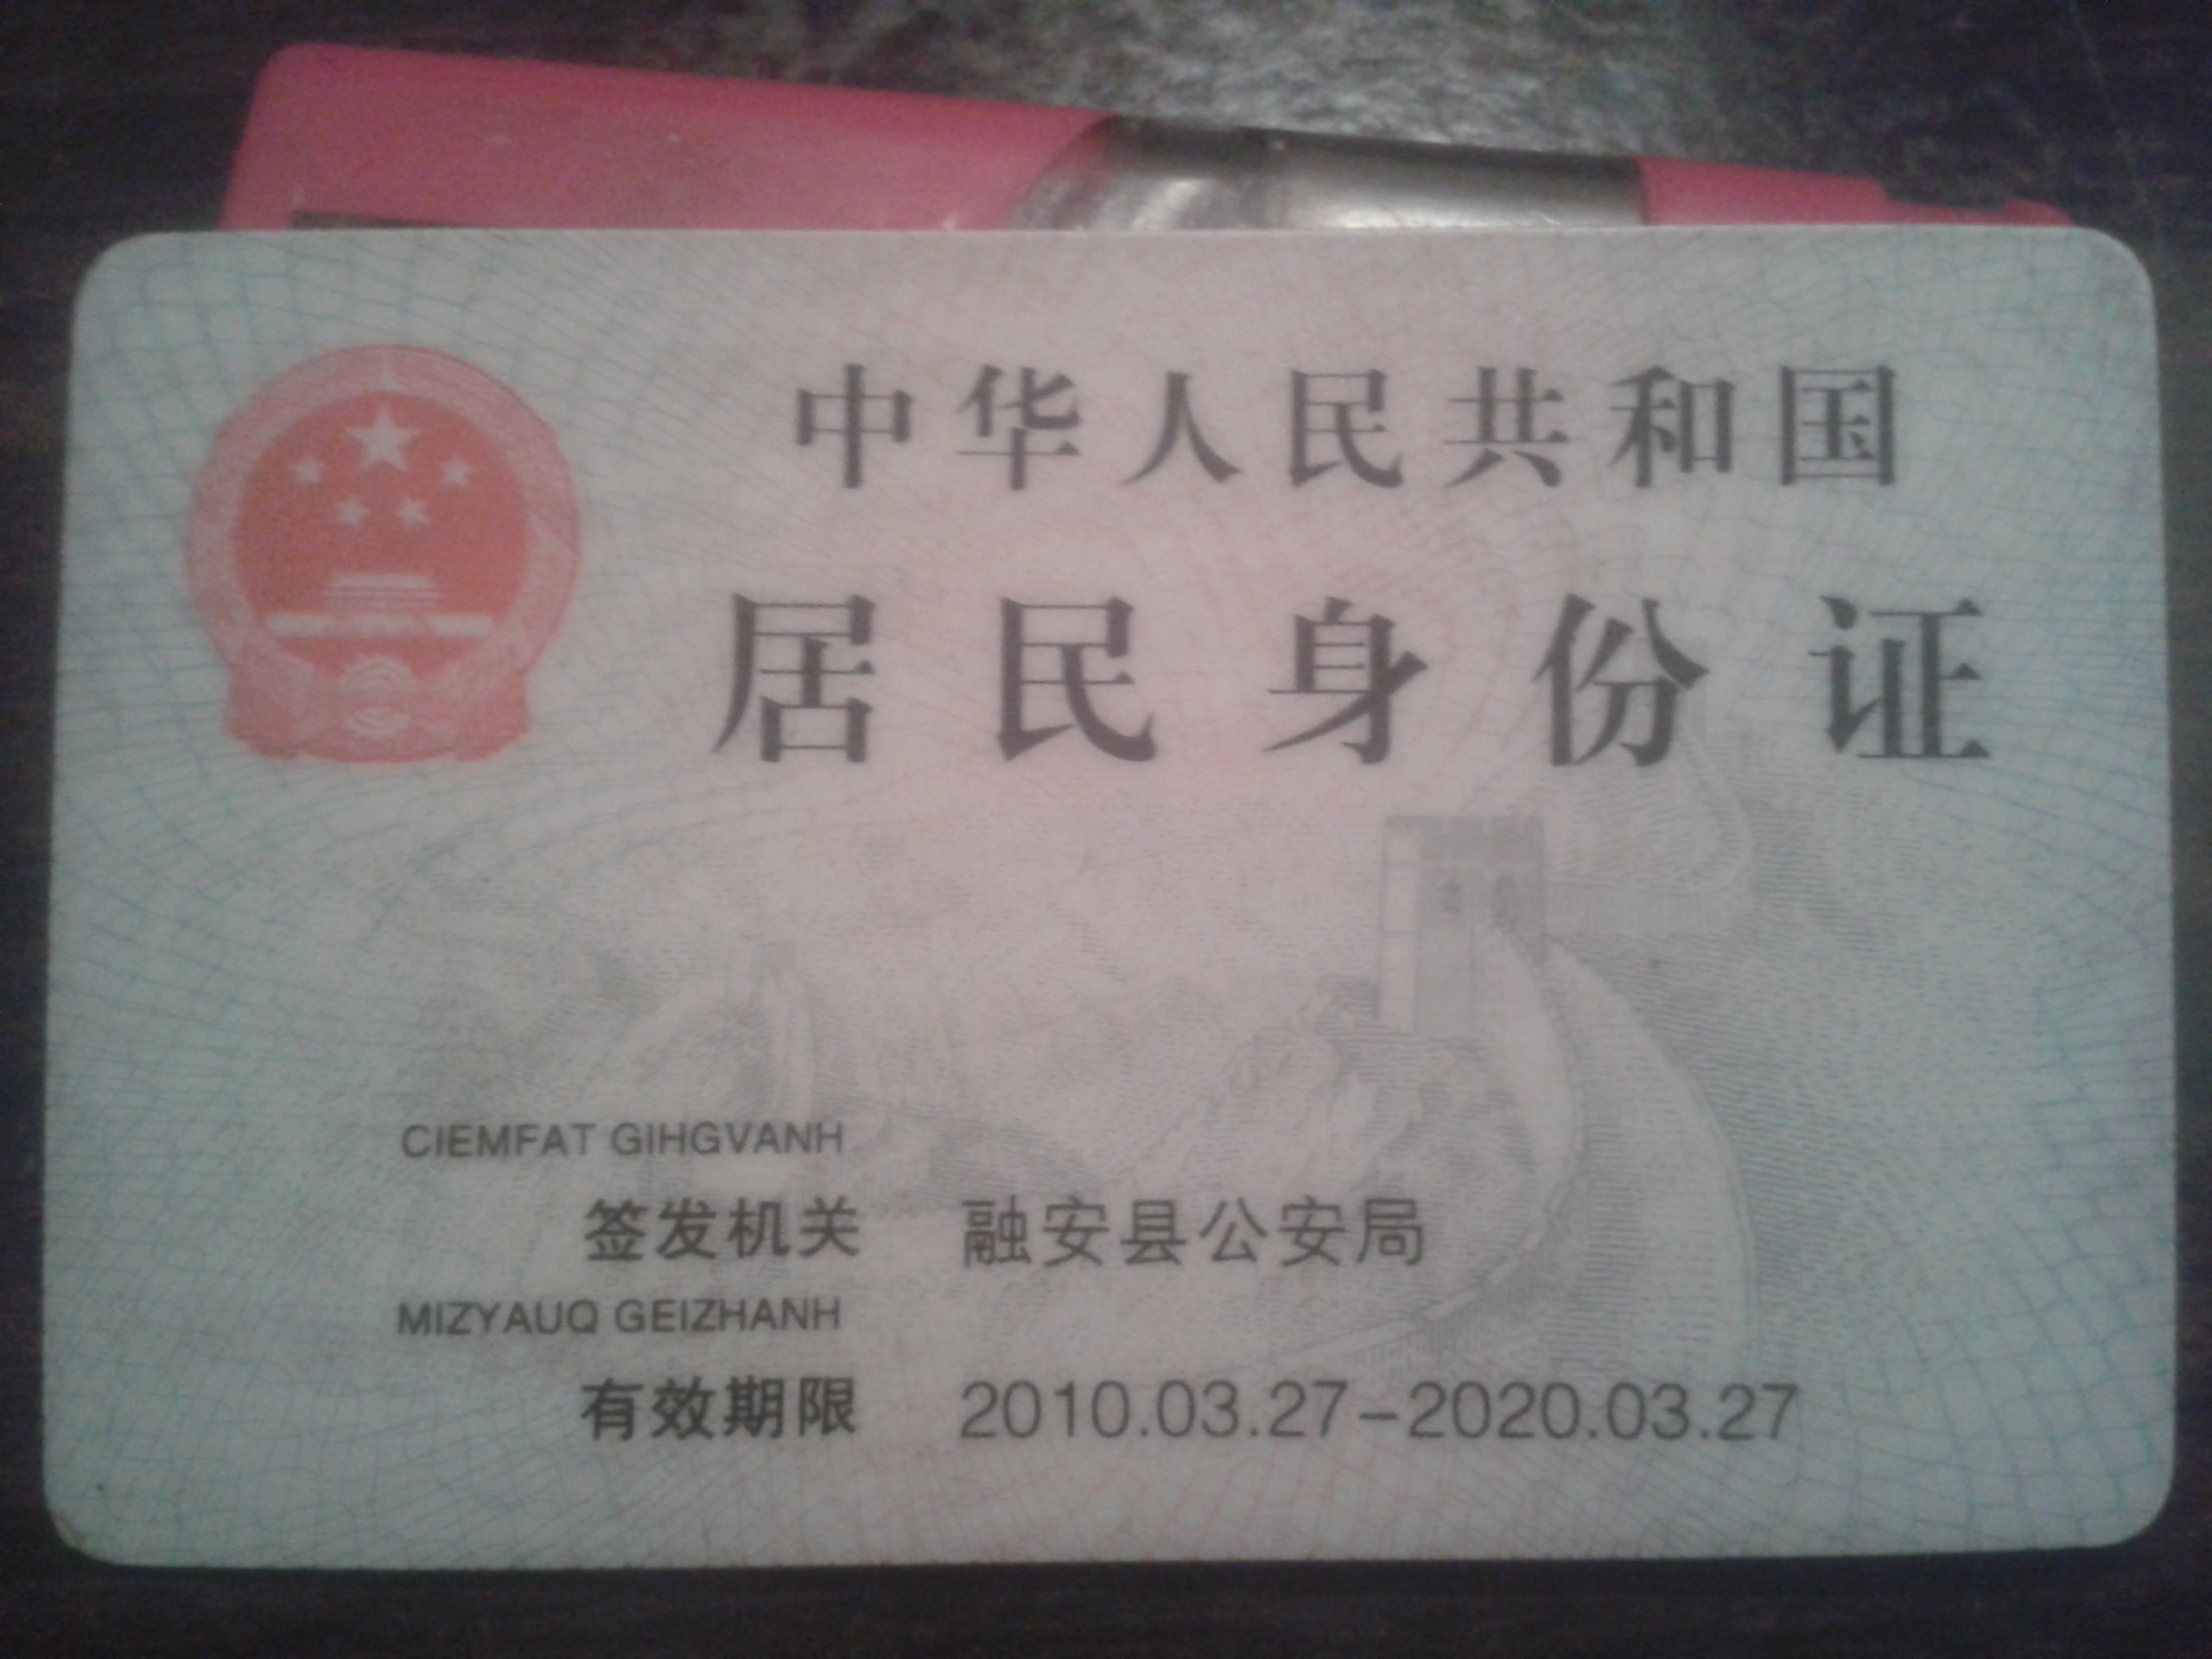 中华人民共和国
居民身份证
CIEMFAT GIHGVANH
签发机关 融安县公安局
MIZYAUQ GEIZHANH
有效期限 2010.03.27-2020.03.27